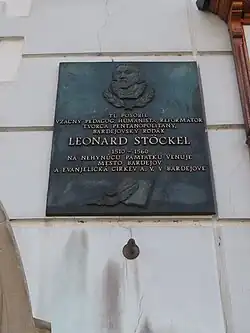 TU PÔSOBIL
VZÁCNY PEDAGÓG, HUMANISTA, REFORMÁTOR
TVORCA PENTAPOLITANY,
BARDEJOVSKÝ RODÁK
LEONARD STÖCKEL
1510 - 1560
NA NEHYNÚCU PAMIATKU VENUJE
MESTO BARDEJOV
A EVANJELICKÁ CIRKEV A. V. V BARDEJOVE